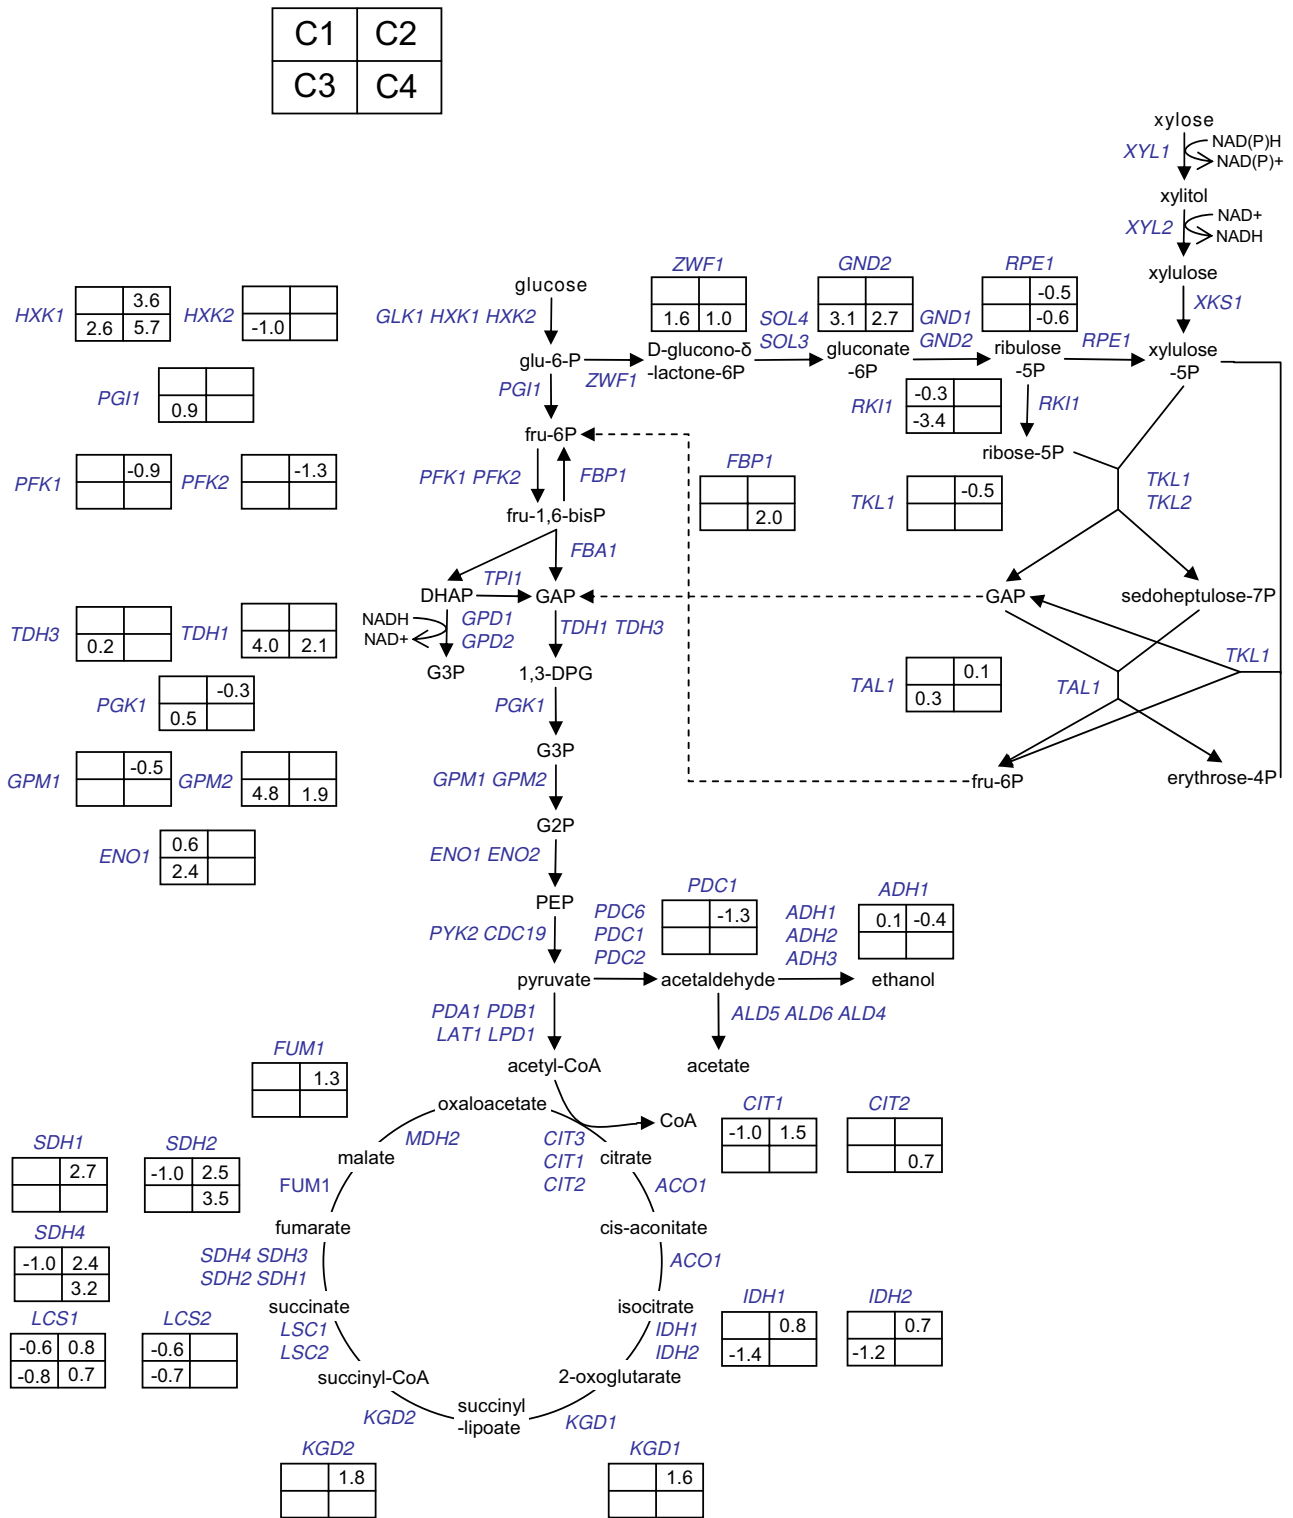 C1 C2
C3 C4
xylose
XYL1
NAD(P)H
NAD(P)+
xylitol
XYL2
NAD+
NADH
xylulose
XKS1
HXK1
3.6
2.6 5.7
HXK2
-1.0
glucose
GLK1 HXK1 HXK2
ZWF1
1.6 1.0
SOL4
SOL3
GND2
3.1 2.7
GND1
GND2
RPE1
-0.5
-0.6
glu-6-P
ZWF1
D-glucono-δ
-lactone-6P
gluconate
-6P
ribulose
-5P
RPE1
xylulose
-5P
PGI1
0.9
PGI1
RKI1
-0.3
-3.4
RKI1
fru-6P
ribose-5P
PFK1
-0.9
PFK2
-1.3
PFK1 PFK2
FBP1
FBP1
2.0
TKL1
-0.5
TKL1
TKL2
fru-1,6-bisP
FBA1
DHAP
TPI1
GAP
GAP
sedoheptulose-7P
NADH
NAD+
GPD1
GPD2
G3P
TDH3
0.2
TDH1
4.0 2.1
TDH1 TDH3
1,3-DPG
TAL1
0.1
0.3
TAL1
TKL1
PGK1
-0.3
0.5
PGK1
G3P
GPM1
-0.5
GPM2
4.8 1.9
GPM1 GPM2
fru-6P
erythrose-4P
G2P
ENO1
0.6
2.4
ENO1 ENO2
PEP
PYK2 CDC19
PDC6
PDC1
PDC2
PDC1
-1.3
ADH1
ADH2
ADH3
ADH1
0.1 -0.4
pyruvate
acetaldehyde
ethanol
PDA1 PDB1
LAT1 LPD1
ALD5 ALD6 ALD4
acetyl-CoA
acetate
FUM1
1.3
oxaloacetate
CoA
MDH2
CIT3
CIT1
CIT2
CIT1
-1.0 1.5
CIT2
0.7
SDH1
2.7
SDH2
-1.0 2.5
3.5
malate
citrate
FUM1
ACO1
fumarate
cis-aconitate
SDH4
-1.0 2.4
3.2
SDH4 SDH3
SDH2 SDH1
ACO1
succinate
isocitrate
LCS1
-0.6 0.8
-0.8 0.7
LCS2
-0.6
-0.7
LSC1
LSC2
IDH1
IDH2
IDH1
0.8
-1.4
IDH2
0.7
-1.2
succinyl-CoA
2-oxoglutarate
succinyl
-lipoate
KGD2
KGD1
KGD2
1.8
KGD1
1.6